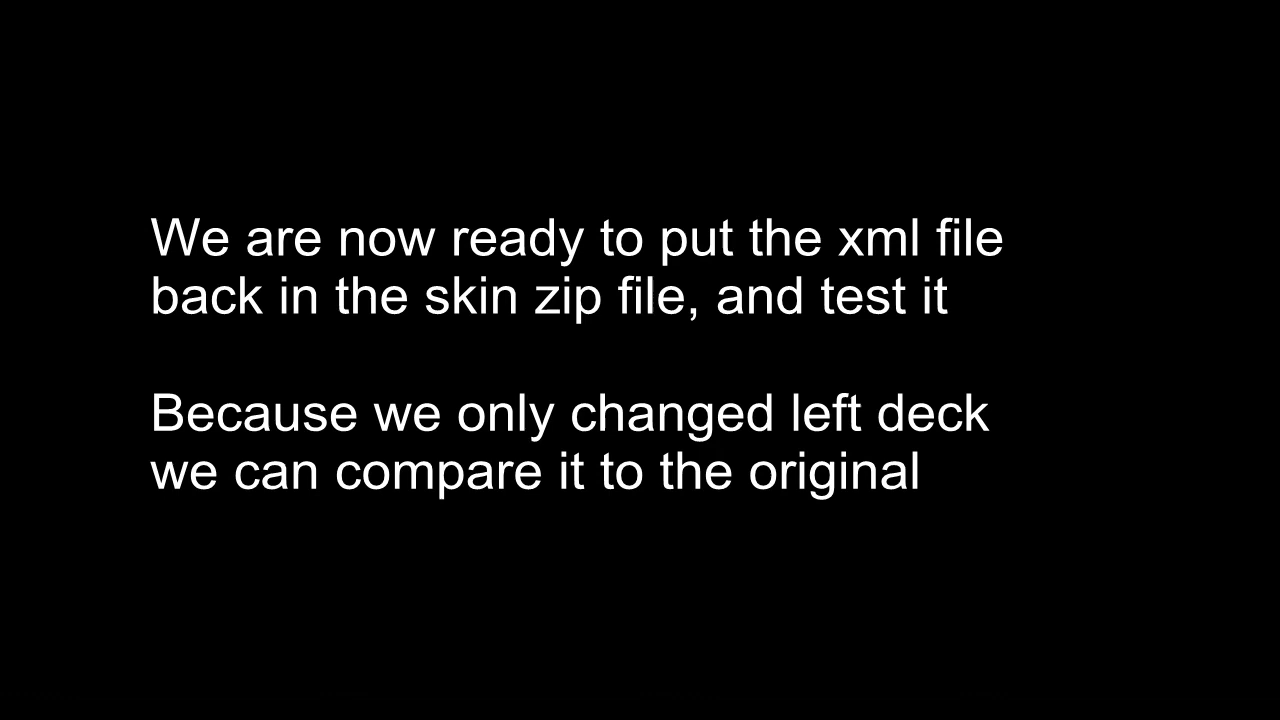 We are now ready to put the xml file
back in the skin zip file, and test it
Because we only changed left deck
we can compare it to the original